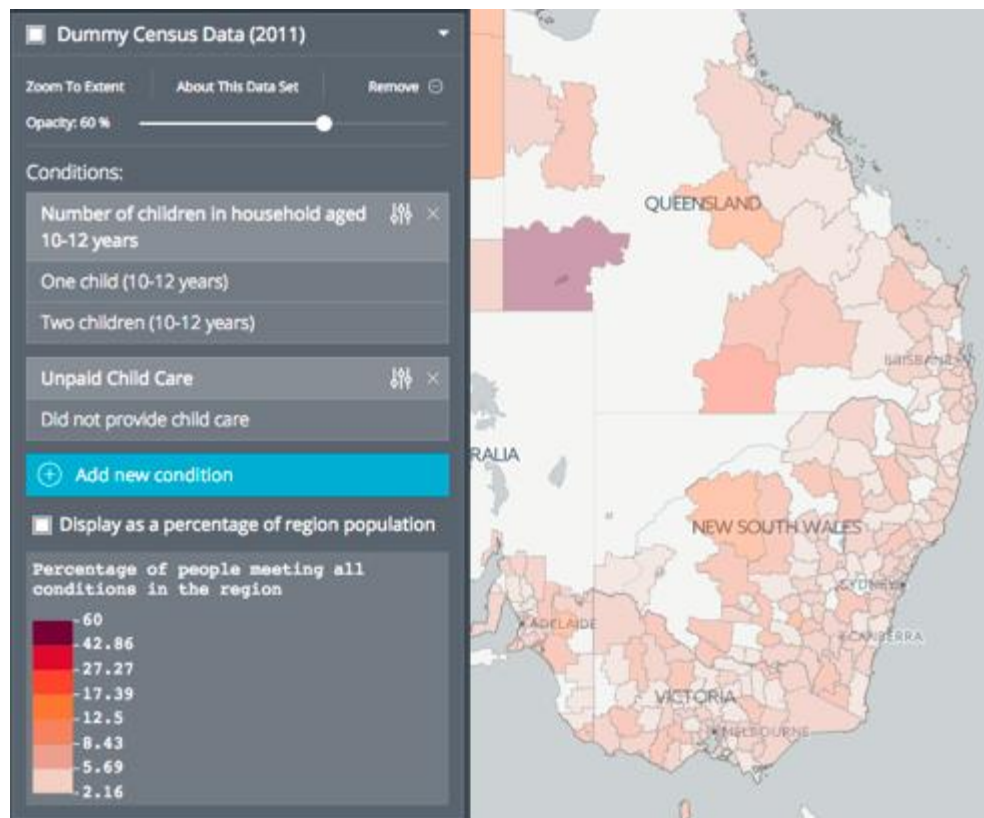 Dummy Census Data (2011)
Zoom To Extent
About This Data Set
Remove
Opacity: 60 %
Conditions:
Number of children in household aged
10-12 years
One child (10-12 years)
Two children (10-12 years)
Unpaid Child Care
Did not provide child care
Add new condition
Display as a percentage of region population
Percentage of people meeting all
conditions in the region
60
42.86
27.27
17.39
12.5
8.43
5.69
2.16
QUEENSLAND
BRISBANE
RALIA
NEW SOUTH WALES
SYDNEY
ADELAIDE
CANBERRA
VICTORIA
MELBOURNE